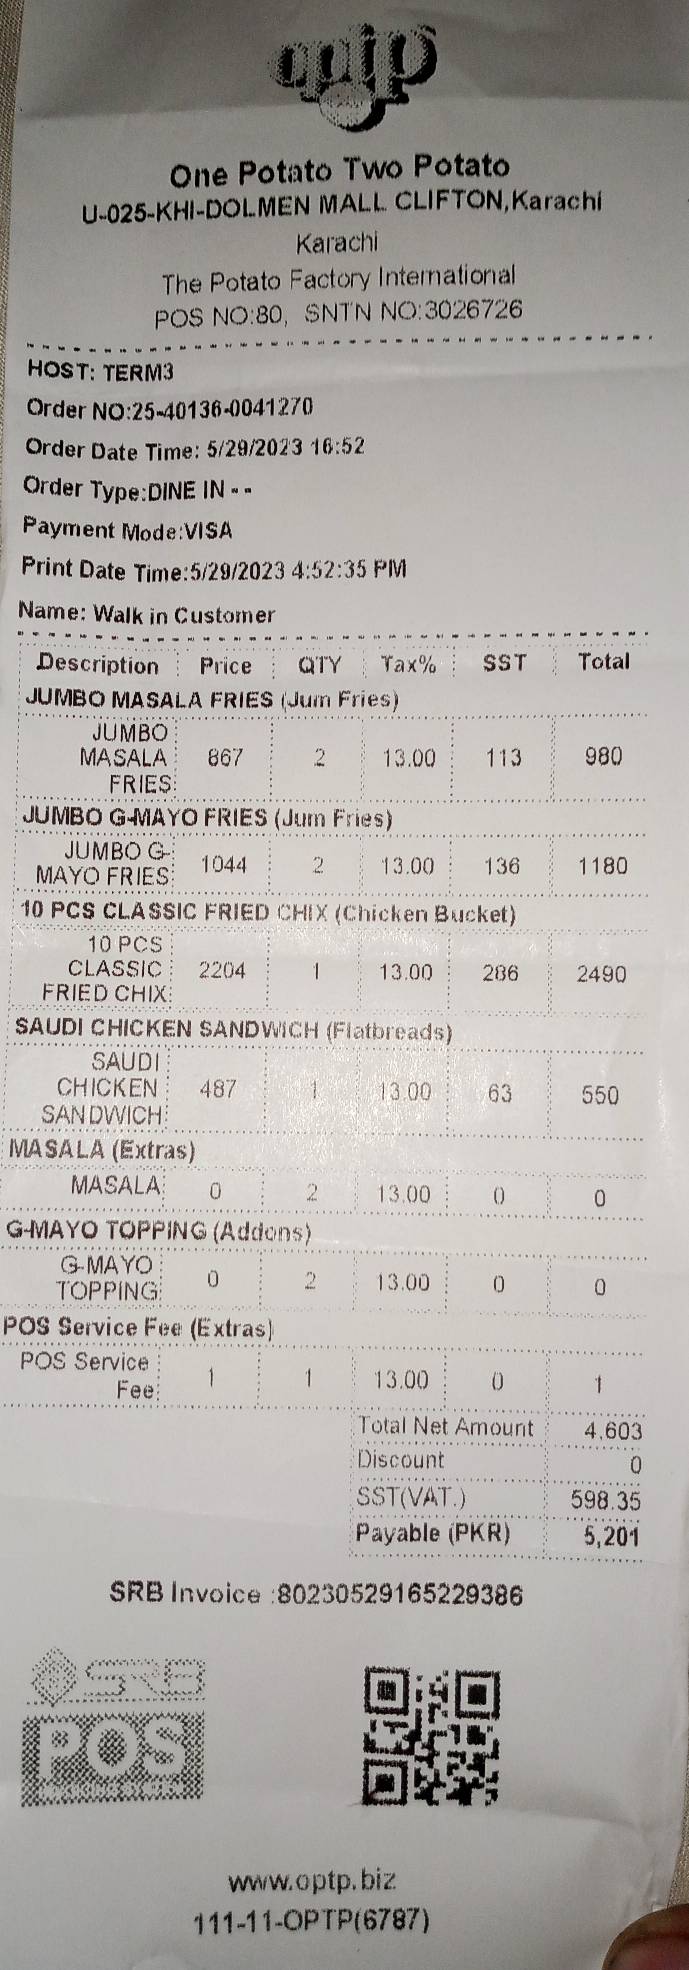 optp
One Potato Two Potato
U-025-KHI-DOLMEN MALL CLIFTON,Karachi
Karachi
The Potato Factory International
POS NO:80, SNTN NO:3026726
HOST: TERM3
Order NO:25-40136-0041270
Order Date Time: 5/29/2023 16:52
Order Type:DINE IN - -
Payment Mode:VISA
Print Date Time:5/29/2023 4:52:35 PM
Name: Walk in Customer
Description Price QTY Tax% SST Total
JUMBO MASALA FRIES (Jum Fries)
JUMBO
MASALA 867 2 13.00 113 980
FRIES
JUMBO G-MAYO FRIES (Jum Fries)
JUMBO G-
MAYO FRIES 1044 2 13.00 136 1180
10 PCS CLASSIC FRIED CHIX (Chicken Bucket)
10 PCS
CLASSIC 2204 1 13.00 286 2490
FRIED CHIX
SAUDI CHICKEN SANDWICH (Flatbreads)
SAUDI
CHICKEN 487 1 13.00 63 550
SANDWICH
MASALA (Extras)
MASALA 0 2 13.00 0 0
G-MAYO TOPPING (Addons)
G-MAYO
TOPPING 0 2 13.00 0 0
POS Service Fee (Extras)
POS Service
Fee 1 1 13.00 0 1
Total Net Amount 4,603
Discount 0
SST(VAT.) 598.35
Payable (PKR) 5,201
SRB Invoice :80230529165229386
SRB
POS
www.optp.biz
111-11-OPTP(6787)